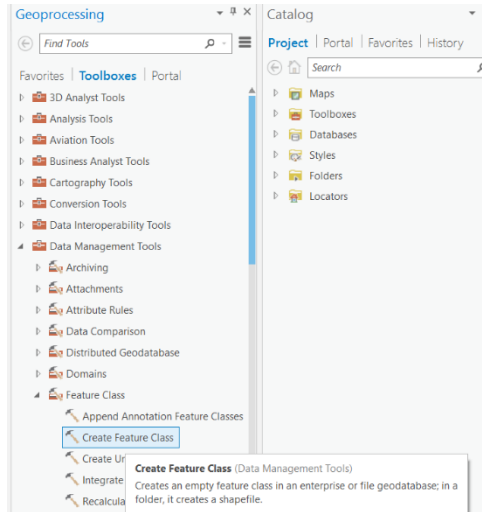 Geoprocessing
Find Tools
Favorites | Toolboxes | Portal
3D Analyst Tools
Analysis Tools
Aviation Tools
Business Analyst Tools
Cartography Tools
Conversion Tools
Data Interoperability Tools
Data Management Tools
Archiving
Attachments
Attribute Rules
Data Comparison
Distributed Geodatabase
Domains
Feature Class
Append Annotation Feature Classes
Create Feature Class
Create Ur
Integrate
Recalcula
Create Feature Class (Data Management Tools)
Creates an empty feature class in an enterprise or file geodatabase; in a
folder, it creates a shapefile.
Catalog
Project | Portal | Favorites | History
Search
Maps
Toolboxes
Databases
Styles
Folders
Locators